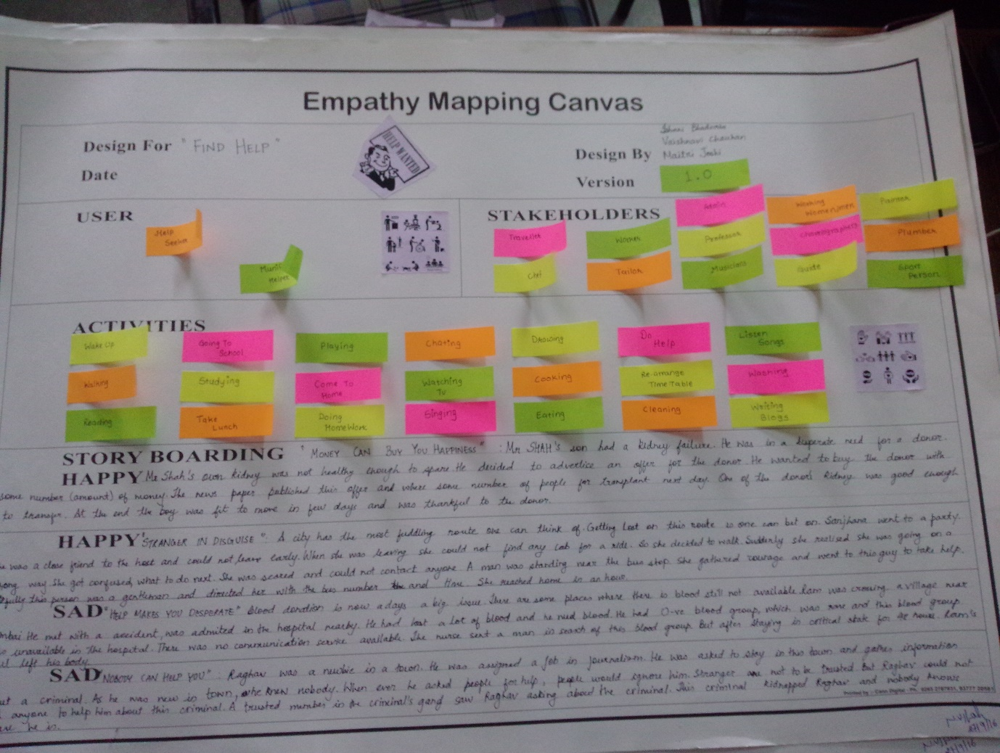 Empathy Mapping Canvas
Design For " FIND HELP "
HELP WANTED
Date
Design By
Vaishnavi Chauhan
Maitri Joshi
Version 1.0
USER
Help
Seeker
Helper
STAKEHOLDERS
Traveller
Women
Professor
Working
Women/men
Plumber
Chef
Tailor
Musicians
Guide
Sport
Person
ACTIVITIES
Wake Up
Going To
School
Playing
Chating
Drowing
Do
Help
Listen
Songs
Walking
Studying
Come To
Home
Watching
TV
Cooking
Re-arrange
Time Table
Washing
Reading
Take
Lunch
Doing
HomeWork
Singing
Eating
Cleaning
Writing
Blogs
STORY BOARDING " MONEY CAN BUY YOU HAPPINESS " : Mr SHAH's son had a kidney failure. He was in a desperate need for a donor.
HAPPY Mr Shah's own kidney was not healthy enough to spare. He decided to advertice an offer for the donor. He wanted to buy the donor with
some number (amount) of money. The news paper published this offer and where some number of people for transplant next day. One of the donor's kidney was good enough
to transfer. At the end the boy was fit to move in few days and was thankful to the donor.
HAPPY "STRANGER IN DISGUISE" : A city has the most fuddling route one can think of. Getting Lost on this route is one can bet on. Sanjhana went to a party.
was a close friend to the host and could not leave early. When she was leaving she could not find any cab for a ride. So she decided to walk. Suddenly she realised she was going on a
way. She got confused, what to do next. She was scared and could not contact anyone. A man was standing near the bus stop. She gathered courage and went to this guy to take help.
this person was a gentleman and directed her with the bus number and time. She reached home in an hour.
SAD "HELP MAKES YOU DESPERATE" Blood donation is now a days a big issue. There are some places where there is blood still not available. Ram was crossing a village near
He met with a accident, was admited in the hospital nearby. He had lost a lot of blood and he need blood. He had O-ve blood group, which was rare and this blood group
unavailable in the hospital. There was no communication service available. The nurse sent a man in search of this blood group. But after staying in critical state for Ram's
left his body
SAD "NOBODY CAN HELP YOU" : Raghav was a newbie in a town. He was assigned a job in journalism. He was asked to stay in this town and gather information
a criminal. As he was new in town, he knew nobody. When ever he asked people for help, people would ignore him. Stranger are not to be trusted But Raghav could not
anyone to help him about this criminal. A trusted member in the criminal's gang saw Raghav asking about the criminal. This criminal kidnapped Raghav and nobody knows
he is.